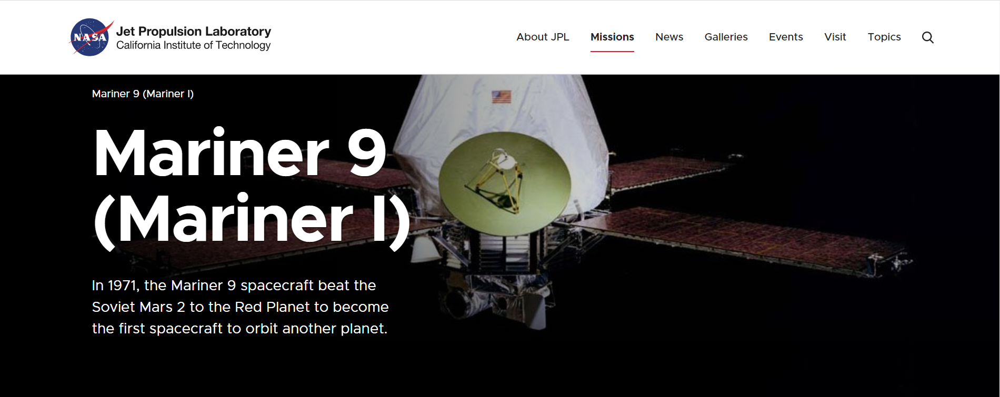 NASA
Jet Propulsion Laboratory
California Institute of Technology
About JPL Missions News Galleries Events Visit Topics
Mariner 9 (Mariner I)
Mariner 9
(Mariner I)
In 1971, the Mariner 9 spacecraft beat the
Soviet Mars 2 to the Red Planet to become
the first spacecraft to orbit another planet.